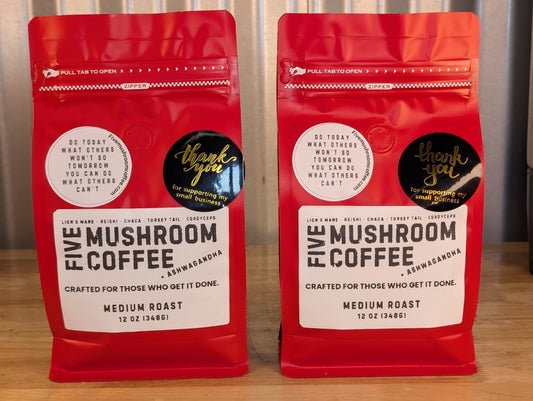 PULL TAB TO OPEN
ZIPPER
DO TODAY
WHAT OTHERS
WON'T SO
TOMORROW
YOU CAN DO
WHAT OTHERS
CAN'T
Fivemushroomcoffee.com
thank
you
for supporting my
small business
LION'S MANE REISHI CHAGA TURKEY TAIL CORDYCEPS
FIVE
MUSHROOM
COFFEE
+ ASHWAGANDHA
CRAFTED FOR THOSE WHO GET IT DONE.
MEDIUM ROAST
12 OZ (340G)
PULL TAB TO OPEN
ZIPPER
DO TODAY
WHAT OTHERS
WON'T SO
TOMORROW
YOU CAN DO
WHAT OTHERS
CAN'T
Fivemushroomcoffee.com
thank
you
for supporting my
small business
LION'S MANE REISHI CHAGA TURKEY TAIL CORDYCEPS
FIVE
MUSHROOM
COFFEE
+ ASHWAGANDHA
CRAFTED FOR THOSE WHO GET IT DONE.
MEDIUM ROAST
12 OZ (340G)